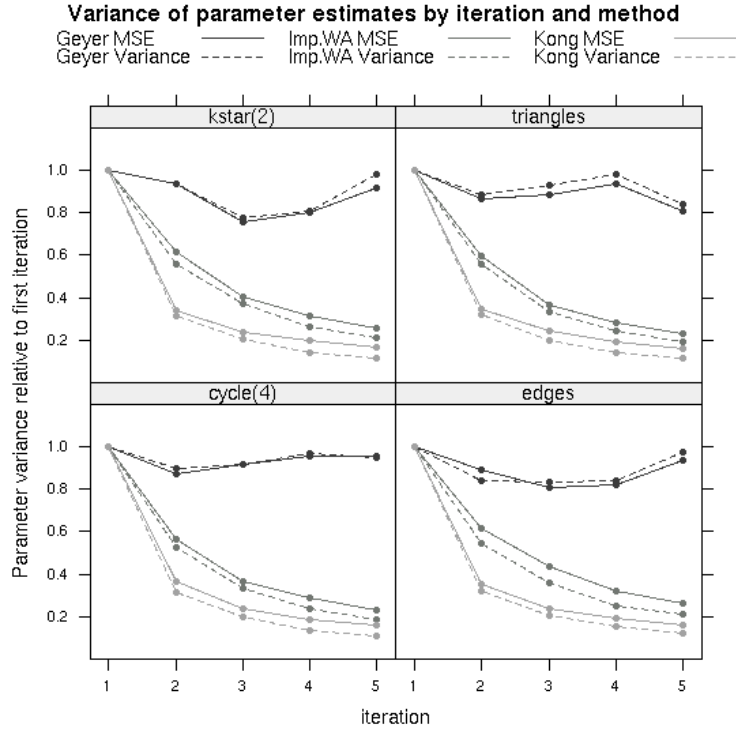 Variance of parameter estimates by iteration and method
Geyer MSE Imp.WA MSE Kong MSE
Geyer Variance Imp.WA Variance Kong Variance
kstar(2) triangles
1.0
0.8
0.6
0.4
0.2
cycle(4) edges
1.0
0.8
0.6
0.4
0.2
Parameter variance relative to first iteration
1 2 3 4 5 1 2 3 4 5
iteration